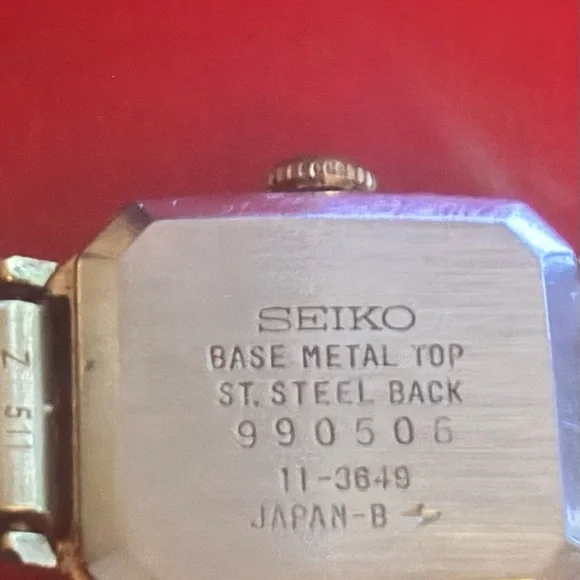 SEIKO
BASE METAL TOP
ST. STEEL BACK
990506
11-3649
JAPAN-B
Z 511